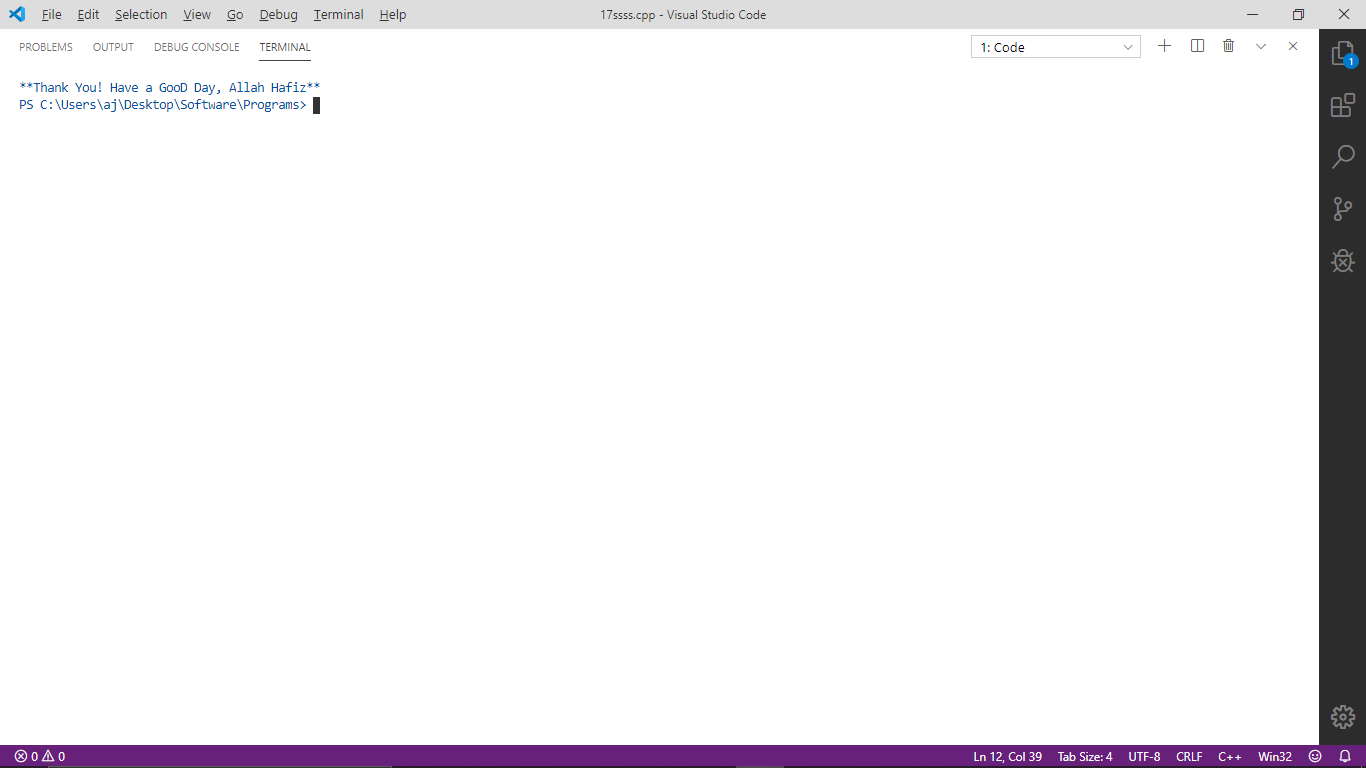 File Edit Selection View Go Debug Terminal Help 17ssss.cpp - Visual Studio Code
PROBLEMS OUTPUT DEBUG CONSOLE TERMINAL 1: Code
1
**Thank You! Have a GooD Day, Allah Hafiz**
PS C:\Users\aj\Desktop\Software\Programs>
0 0 Ln 12, Col 39 Tab Size: 4 UTF-8 CRLF C++ Win32